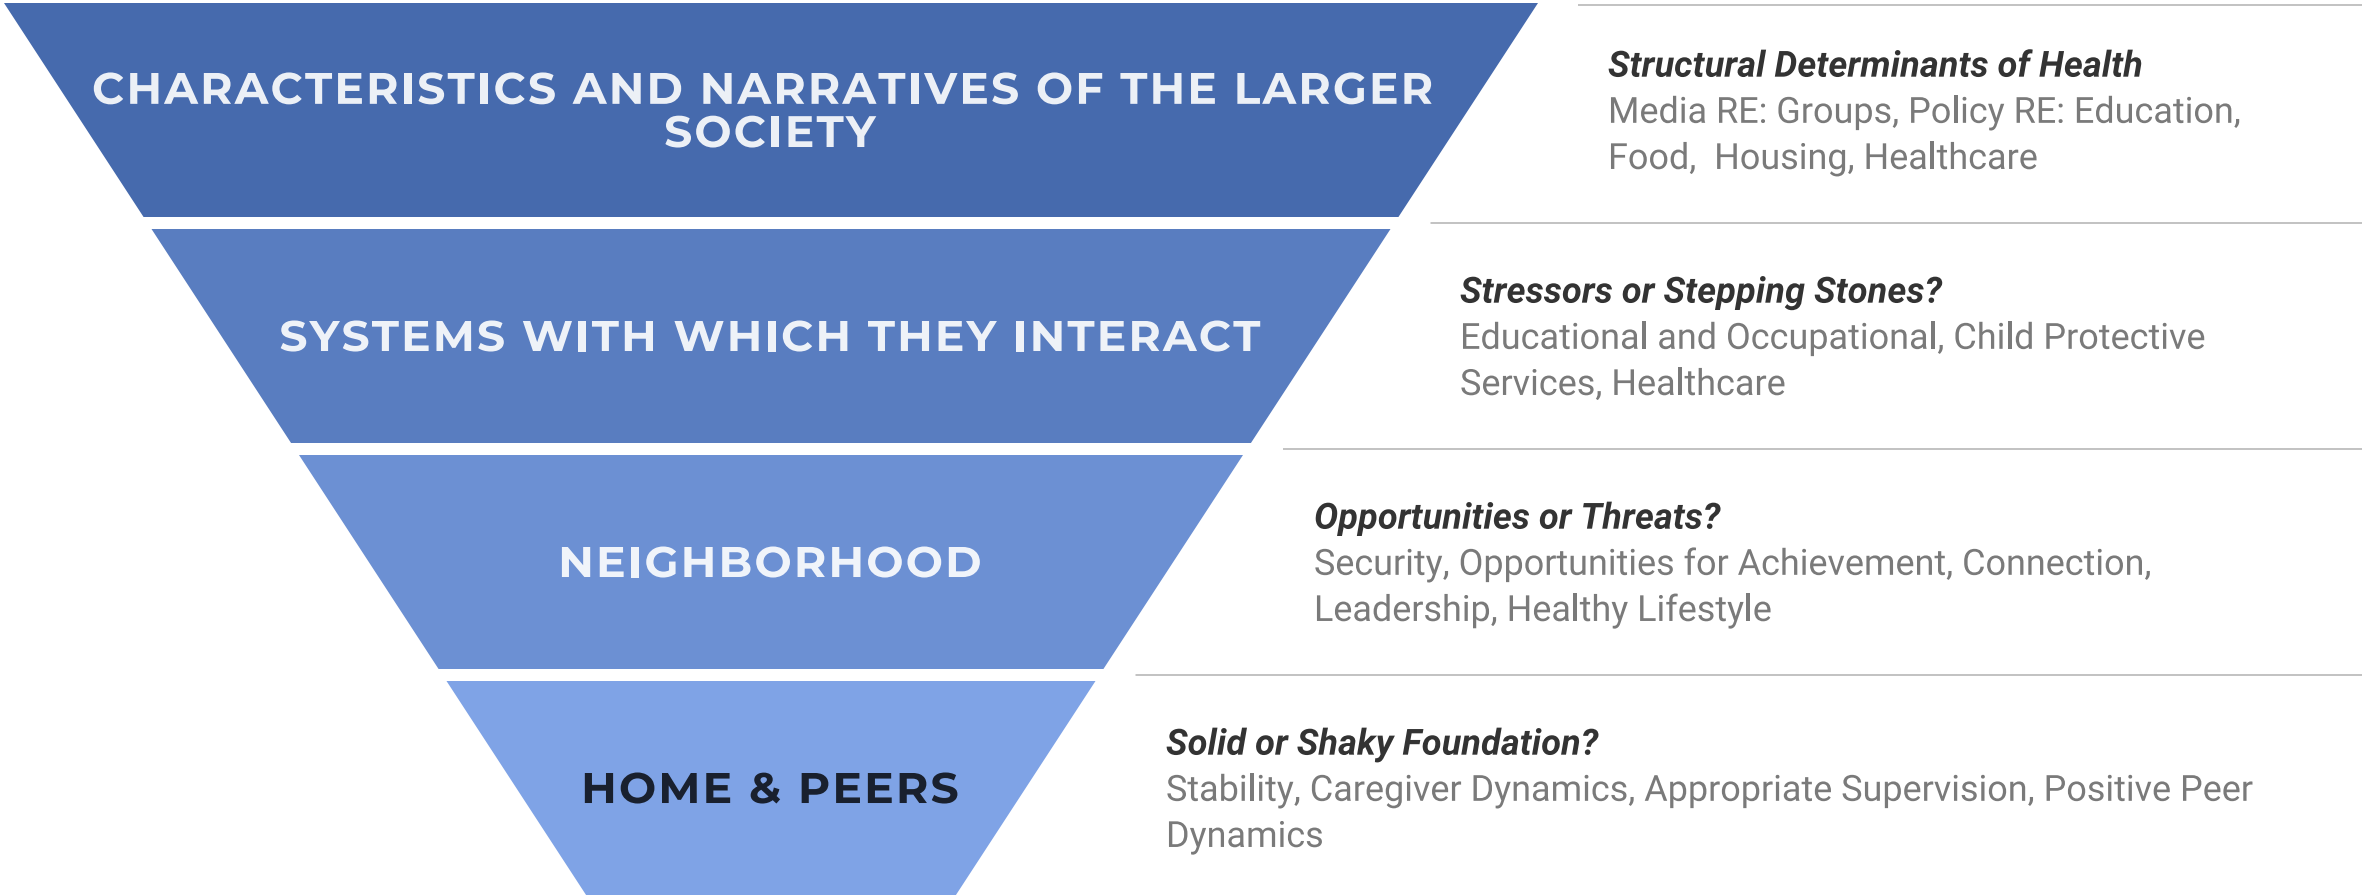 CHARACTERISTICS AND NARRATIVES OF THE LARGER
SOCIETY
Structural Determinants of Health
Media RE: Groups, Policy RE: Education,
Food,  Housing, Healthcare
SYSTEMS WITH WHICH THEY INTERACT
Stressors or Stepping Stones?
Educational and Occupational, Child Protective
Services, Healthcare
NEIGHBORHOOD
Opportunities or Threats?
Security, Opportunities for Achievement, Connection,
Leadership, Healthy Lifestyle
HOME & PEERS
Solid or Shaky Foundation?
Stability, Caregiver Dynamics, Appropriate Supervision, Positive Peer
Dynamics